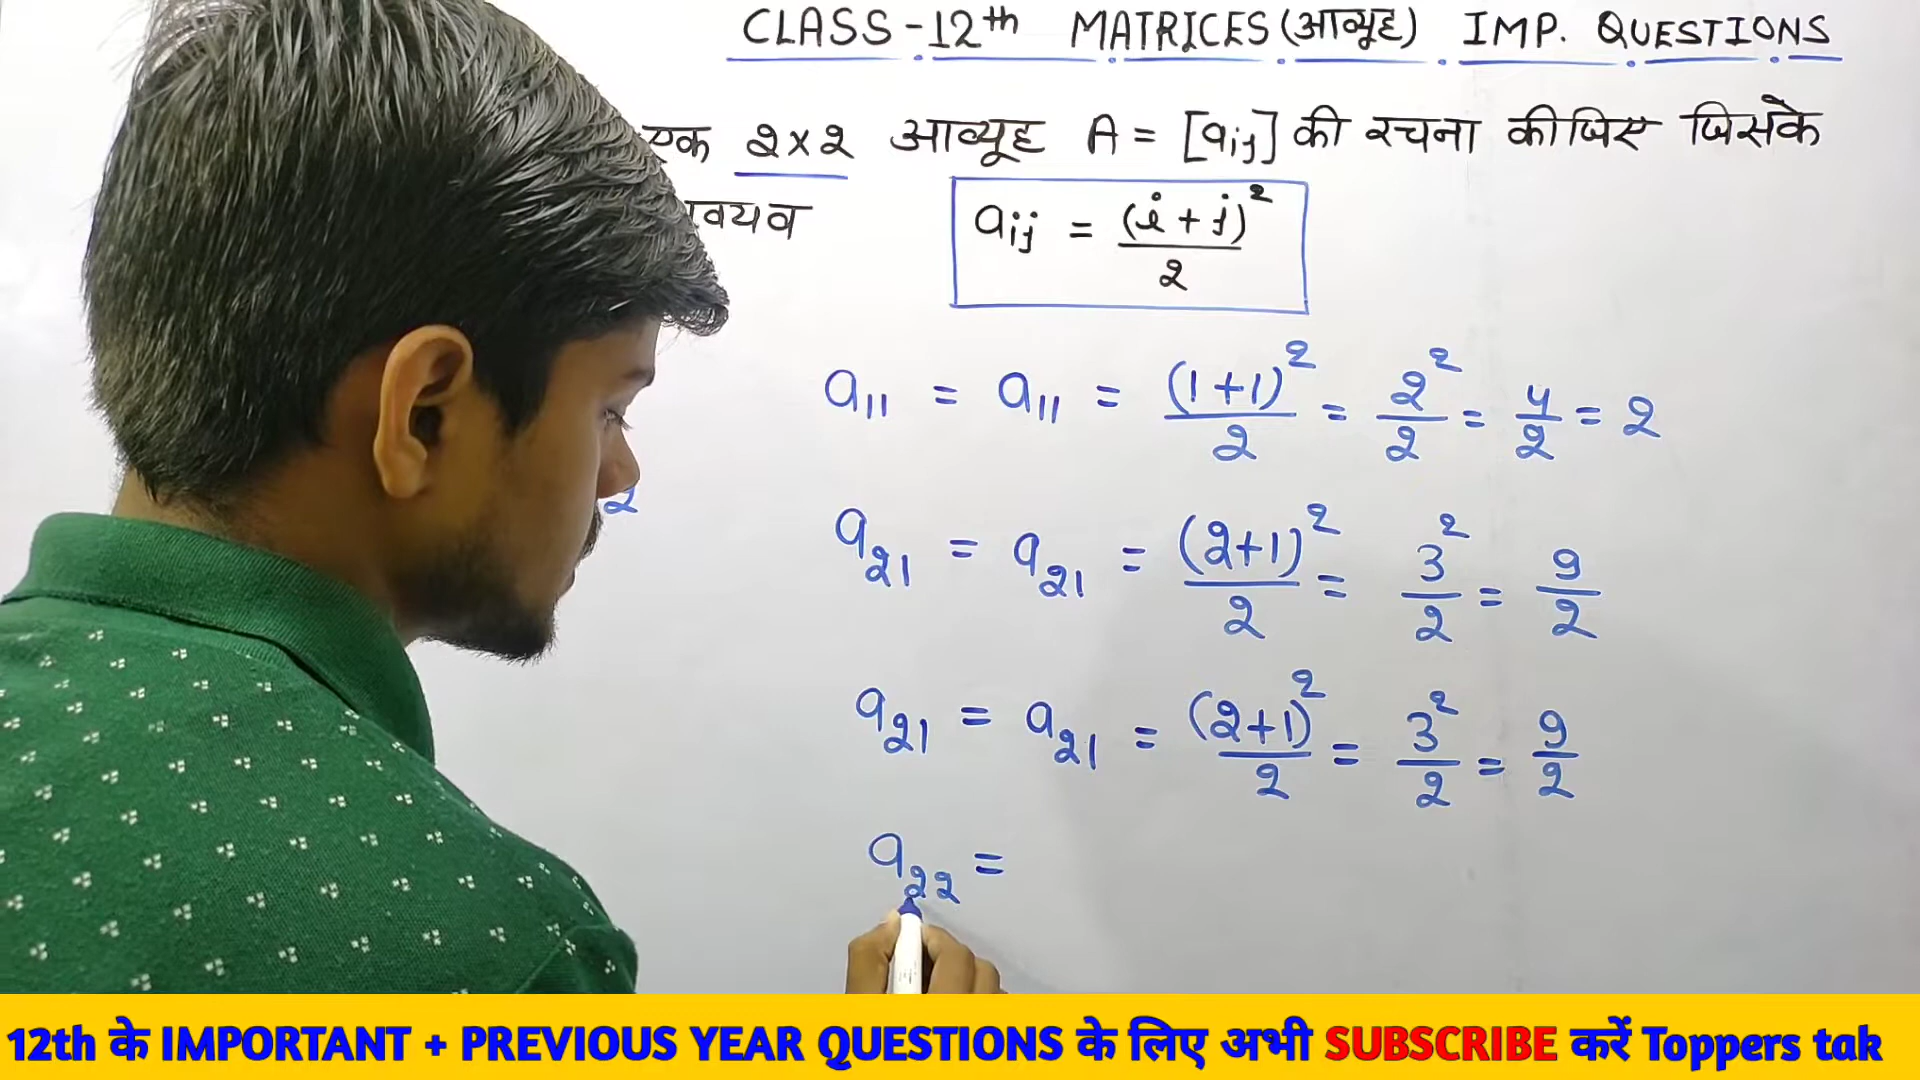 CLASS-12th MATRICES (आव्यूह) IMP. QUESTIONS
एक 2×2 आव्यूह A = [aij] की रचना कीजिए जिसके
वयव aij = (i + j)² / 2
a11 = a11 = (1+1)² / 2 = 2² / 2 = 4/2 = 2
2
a21 = a21 = (2+1)² / 2 = 3² / 2 = 9/2
a21 = a21 = (2+1)² / 2 = 3² / 2 = 9/2
a22 =
12th के IMPORTANT + PREVIOUS YEAR QUESTIONS के लिए अभी SUBSCRIBE करें Toppers tak